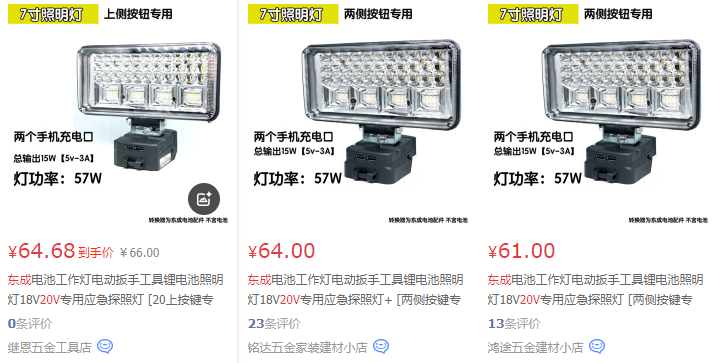 7寸照明灯 上侧按钮专用
两个手机充电口
总输出15W【5v-3A】
灯功率：57W
转换器为东成电池配件 不含电池
¥64.68 到手价 ¥66.00
东成电池工作灯电动扳手工具锂电池照明
灯18V20V专用应急探照灯 [20上按键专
0条评价
继恩五金工具店
7寸照明灯 两侧按钮专用
两个手机充电口
总输出15W【5v-3A】
灯功率：57W
转换器为东成电池配件 不含电池
¥64.00
东成电池工作灯电动扳手工具锂电池照明
灯18V20V专用应急探照灯+ [两侧按键专
23条评价
铭达五金家装建材小店
7寸照明灯 两侧按钮专用
两个手机充电口
总输出15W【5v-3A】
灯功率：57W
转换器为东成电池配件 不含电池
¥61.00
东成电池工作灯电动扳手工具锂电池照明
灯18V20V专用应急探照灯 [两侧按键专
13条评价
鸿途五金建材小店